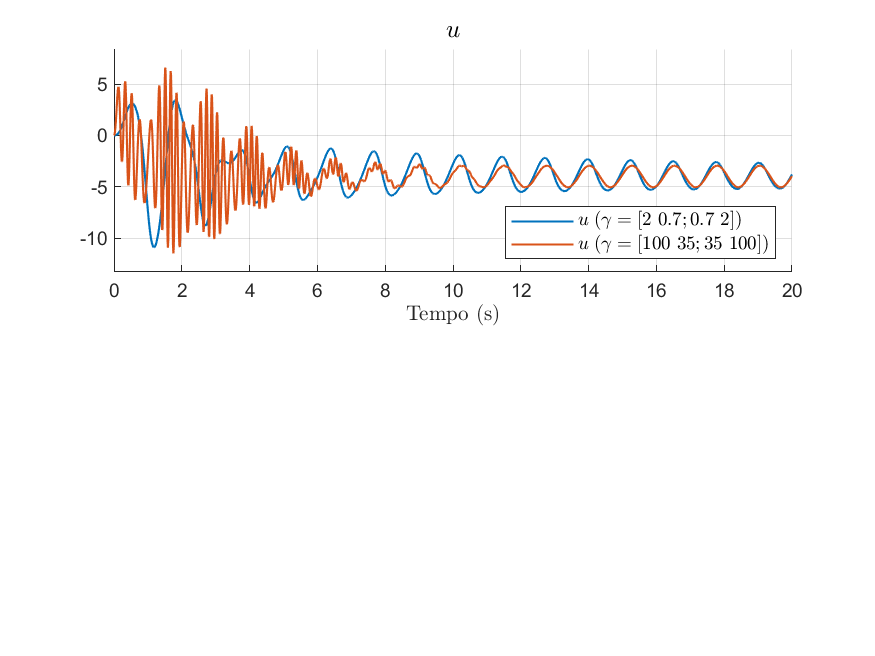 u
5
0
-5
-10
u (γ = [2 0.7; 0.7 2])
u (γ = [100 35; 35 100])
0 2 4 6 8 10 12 14 16 18 20
Tempo (s)